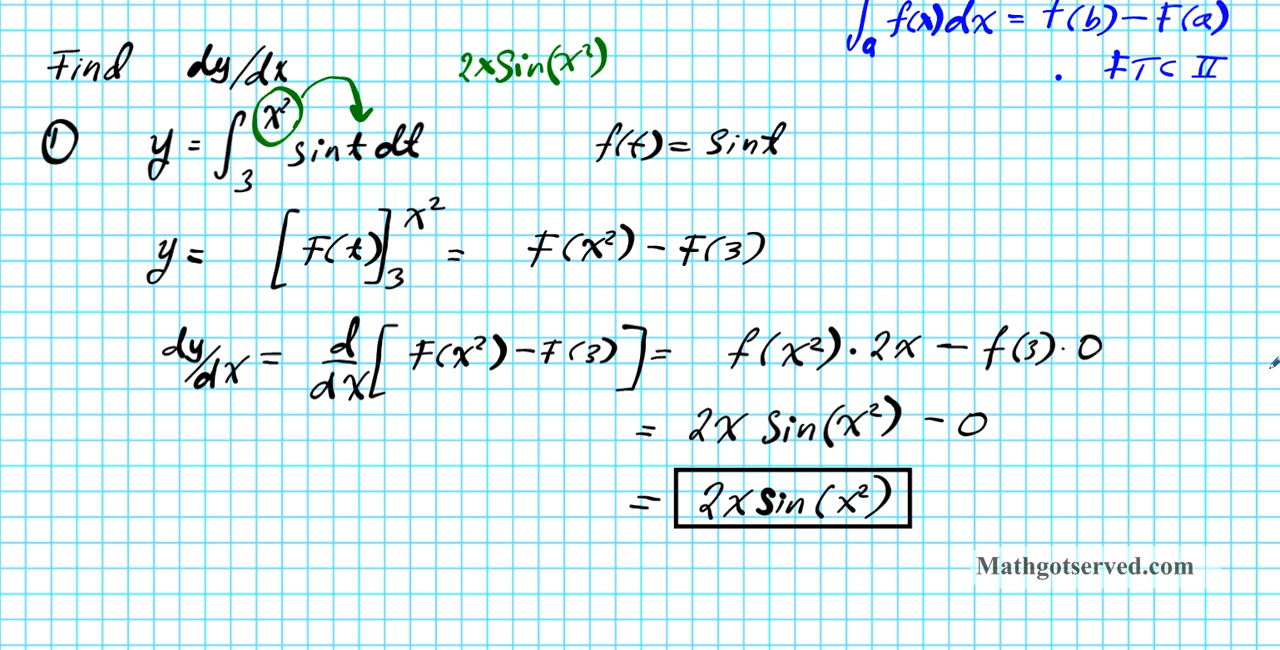 ∫ₐ f(x)dx = F(b) − F(a)
. FTC II
Find dy/dx 2x Sin(x²)
① y = ∫₃^(x²) sin t dt f(t) = Sin t
y = [F(t)]₃^(x²) = F(x²) − F(3)
dy/dx = d/dx [F(x²) − F(3)] = f(x²) · 2x − f(3) · 0
= 2x Sin(x²) − 0
= 2x Sin(x²)
Mathgotserved.com